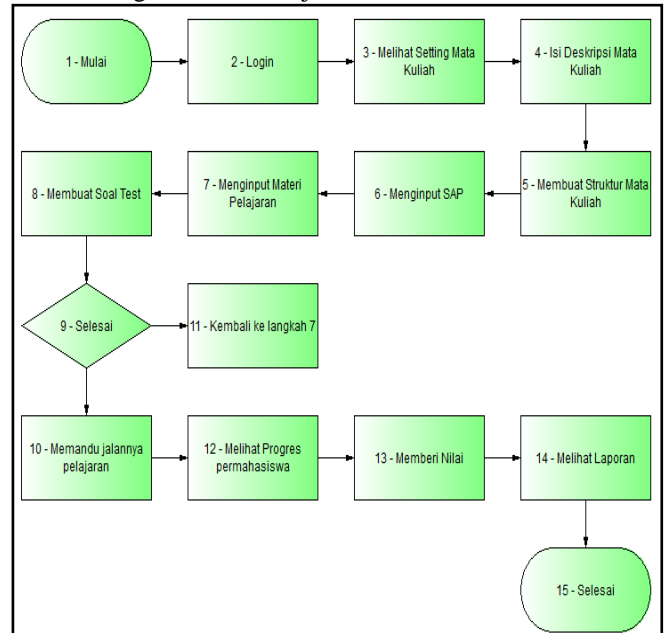 1 - Mulai
2 - Login
3 - Melihat Setting Mata
Kuliah
4 - Isi Deskripsi Mata
Kuliah
8 - Membuat Soal Test
7 - Menginput Materi
Pelajaran
6 - Menginput SAP
5 - Membuat Struktur Mata
Kuliah
9 - Selesai
11 - Kembali ke langkah 7
10 - Memandu jalannya
pelajaran
12 - Melihat Progres
permahasiswa
13 - Memberi Nilai
14 - Melihat Laporan
15 - Selesai